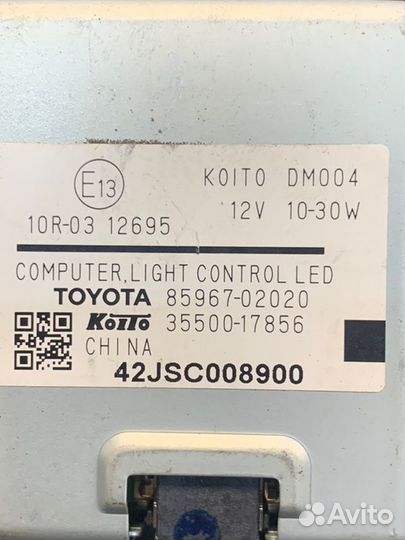 E13
KOITO DM004
12V 10-30W
10R-03 12695
COMPUTER,LIGHT CONTROL LED
TOYOTA 85967-02020
KOITO 35500-17856
CHINA
42JSC008900
Avito